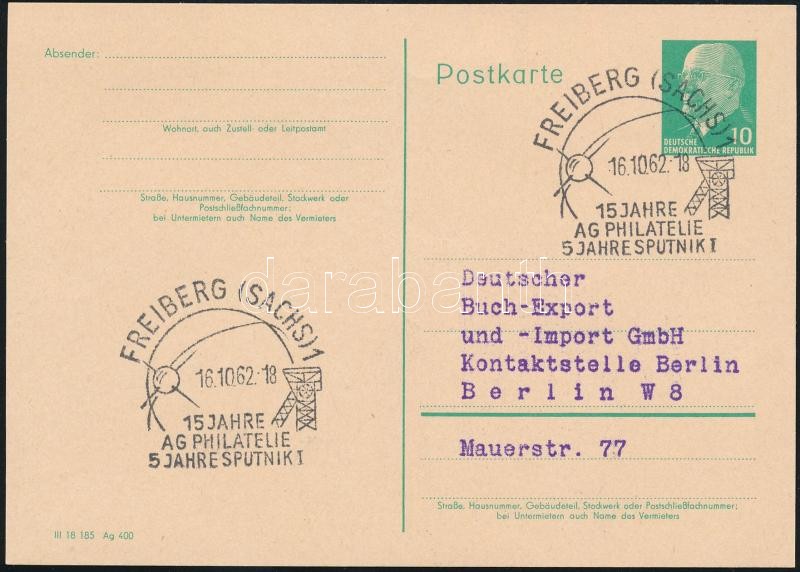 Absender:
Wohnort, auch Zustell- oder Leitpostamt
Straße, Hausnummer, Gebäudeteil, Stockwerk oder
Postschließfachnummer;
bei Untermietern auch Name des Vermieters
FREIBERG (SACHS) 1
16.10.62.-18
15 JAHRE
AG PHILATELIE
5 JAHRE SPUTNIK I
III 18 185 Ag 400
Postkarte
10
DEUTSCHE
DEMOKRATISCHE REPUBLIK
FREIBERG (SACHS) 1
16.10.62.-18
15 JAHRE
AG PHILATELIE
5 JAHRE SPUTNIK I
Deutscher
Buch-Export
und -Import GmbH
Kontaktstelle Berlin
Berlin W 8
Mauerstr. 77
Straße, Hausnummer, Gebäudeteil, Stockwerk oder Postschließfachnummer;
bei Untermietern auch Name des Vermieters
darabanth